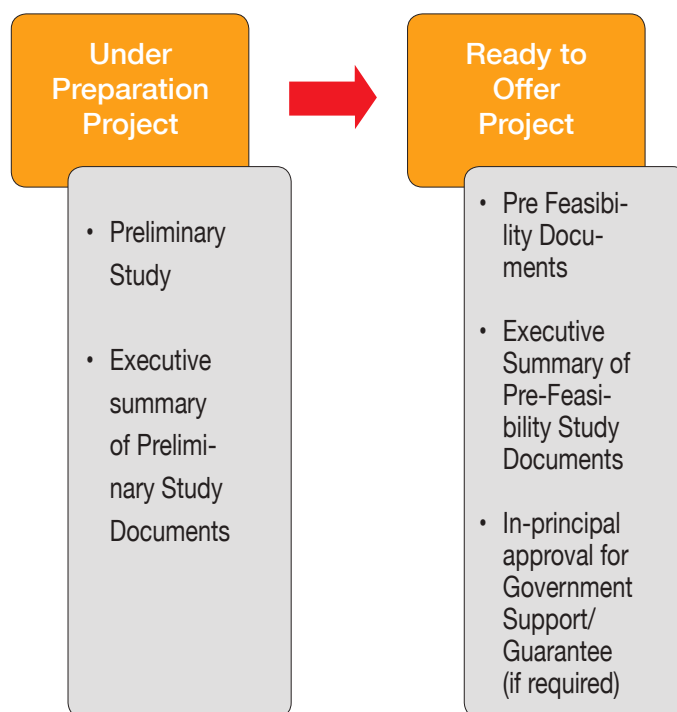 Under
Preparation
Project
• Preliminary
Study
• Executive
summary
of Prelimi-
nary Study
Documents
Ready to
Offer
Project
• Pre Feasibi-
lity Docu-
ments
• Executive
Summary of
Pre-Feasi-
bility Study
Documents
• In-principal
approval for
Government
Support/
Guarantee
(if required)